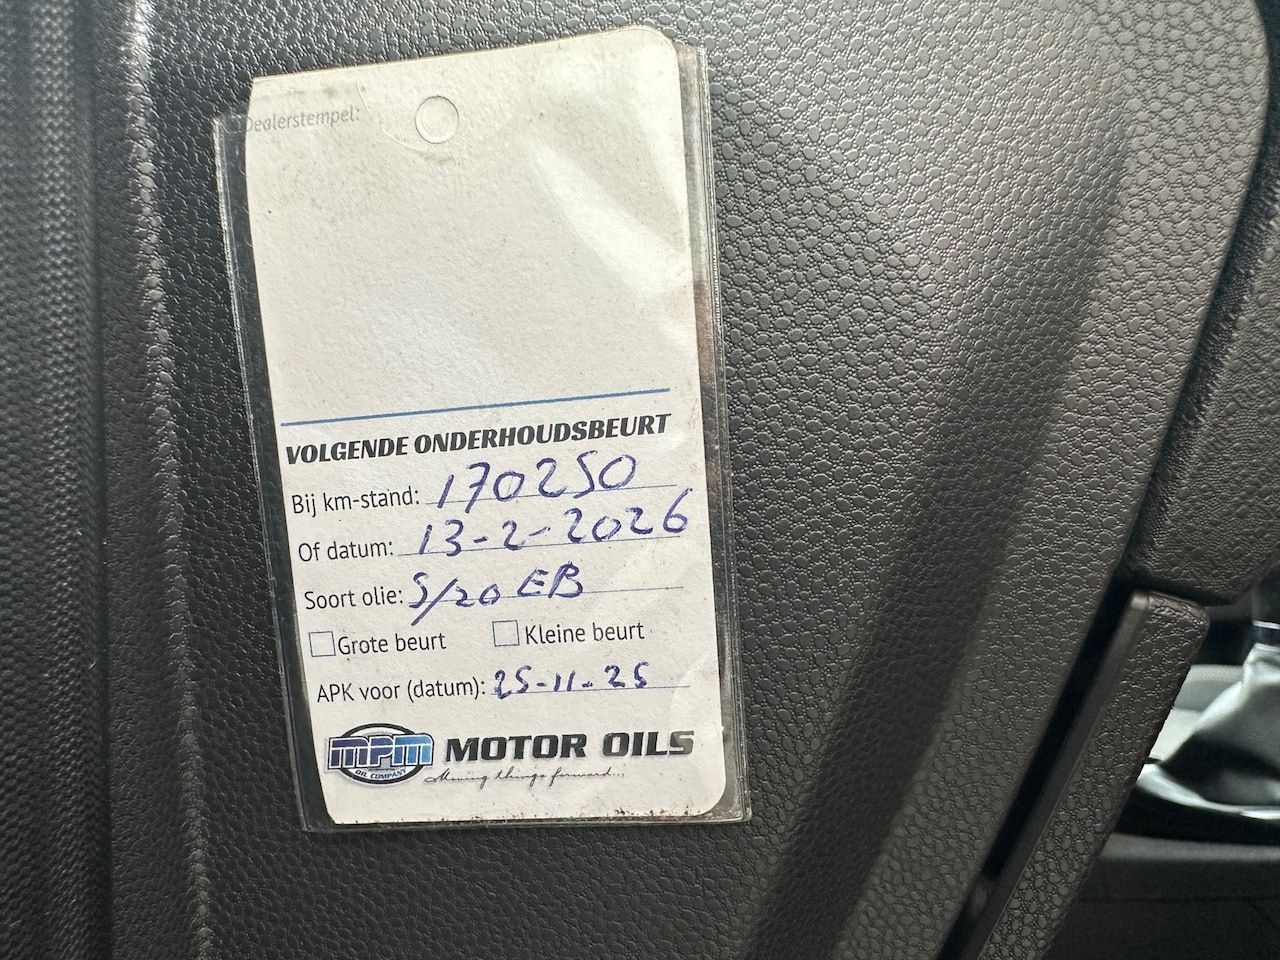 Dealerstempel:
VOLGENDE ONDERHOUDSBEURT
Bij km-stand: 170250
Of datum: 13-2-2026
Soort olie: 5/20 EB
Grote beurt Kleine beurt
APK voor (datum): 25-11-25
MPM OIL COMPANY MOTOR OILS
Moving things forward...